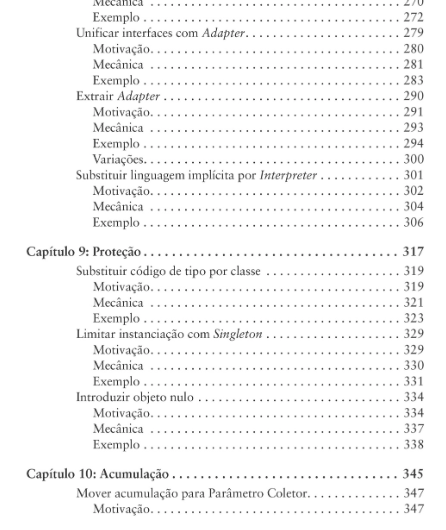 Mecânica . . . . . . . . . . . . . . . . . . . . . . . . . . . . . . . 270
Exemplo . . . . . . . . . . . . . . . . . . . . . . . . . . . . . . . 272
Unificar interfaces com Adapter . . . . . . . . . . . . . . . . . . . 279
Motivação. . . . . . . . . . . . . . . . . . . . . . . . . . . . . . 280
Mecânica . . . . . . . . . . . . . . . . . . . . . . . . . . . . . . . 281
Exemplo . . . . . . . . . . . . . . . . . . . . . . . . . . . . . . . 283
Extrair Adapter . . . . . . . . . . . . . . . . . . . . . . . . . . . . . 290
Motivação. . . . . . . . . . . . . . . . . . . . . . . . . . . . . . 291
Mecânica . . . . . . . . . . . . . . . . . . . . . . . . . . . . . . . 293
Exemplo . . . . . . . . . . . . . . . . . . . . . . . . . . . . . . . 294
Variações. . . . . . . . . . . . . . . . . . . . . . . . . . . . . . . 300
Substituir linguagem implícita por Interpreter . . . . . . . . . . . . 301
Motivação. . . . . . . . . . . . . . . . . . . . . . . . . . . . . . 302
Mecânica . . . . . . . . . . . . . . . . . . . . . . . . . . . . . . . 304
Exemplo . . . . . . . . . . . . . . . . . . . . . . . . . . . . . . . 306
Capítulo 9: Proteção . . . . . . . . . . . . . . . . . . . . . . . . . . . . . . . . 317
Substituir código de tipo por classe . . . . . . . . . . . . . . . . . 319
Motivação. . . . . . . . . . . . . . . . . . . . . . . . . . . . . . 319
Mecânica . . . . . . . . . . . . . . . . . . . . . . . . . . . . . . . 321
Exemplo . . . . . . . . . . . . . . . . . . . . . . . . . . . . . . . 323
Limitar instanciação com Singleton . . . . . . . . . . . . . . . . . 329
Motivação. . . . . . . . . . . . . . . . . . . . . . . . . . . . . . 329
Mecânica . . . . . . . . . . . . . . . . . . . . . . . . . . . . . . . 330
Exemplo . . . . . . . . . . . . . . . . . . . . . . . . . . . . . . . 331
Introduzir objeto nulo . . . . . . . . . . . . . . . . . . . . . . . . . 334
Motivação. . . . . . . . . . . . . . . . . . . . . . . . . . . . . . 334
Mecânica . . . . . . . . . . . . . . . . . . . . . . . . . . . . . . . 337
Exemplo . . . . . . . . . . . . . . . . . . . . . . . . . . . . . . . 338
Capítulo 10: Acumulação . . . . . . . . . . . . . . . . . . . . . . . . . . . . 345
Mover acumulação para Parâmetro Coletor. . . . . . . . . . . . . 347
Motivação. . . . . . . . . . . . . . . . . . . . . . . . . . . . . . 347